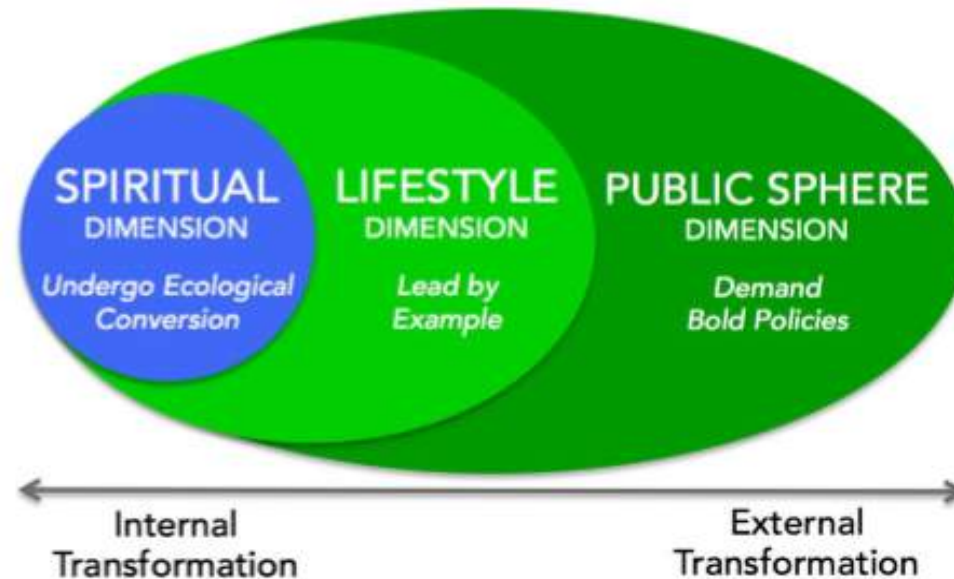 SPIRITUAL
DIMENSION
Undergo Ecological
Conversion
LIFESTYLE
DIMENSION
Lead by
Example
PUBLIC SPHERE
DIMENSION
Demand
Bold Policies
Internal
Transformation
External
Transformation